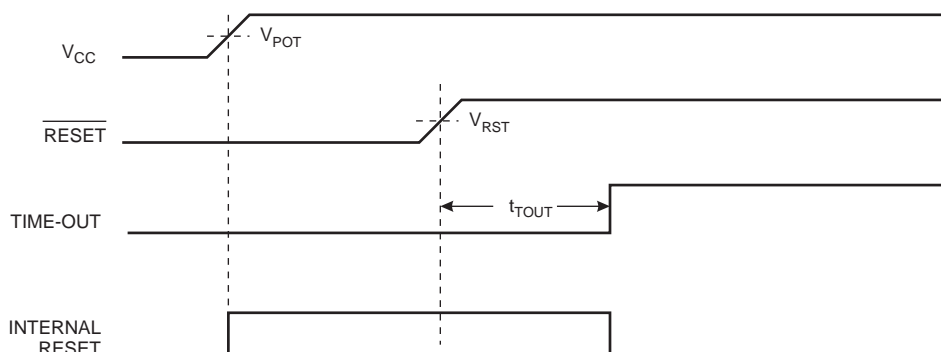 V_CC
V_POT
RESET
V_RST
TIME-OUT
t_TOUT
INTERNAL
RESET